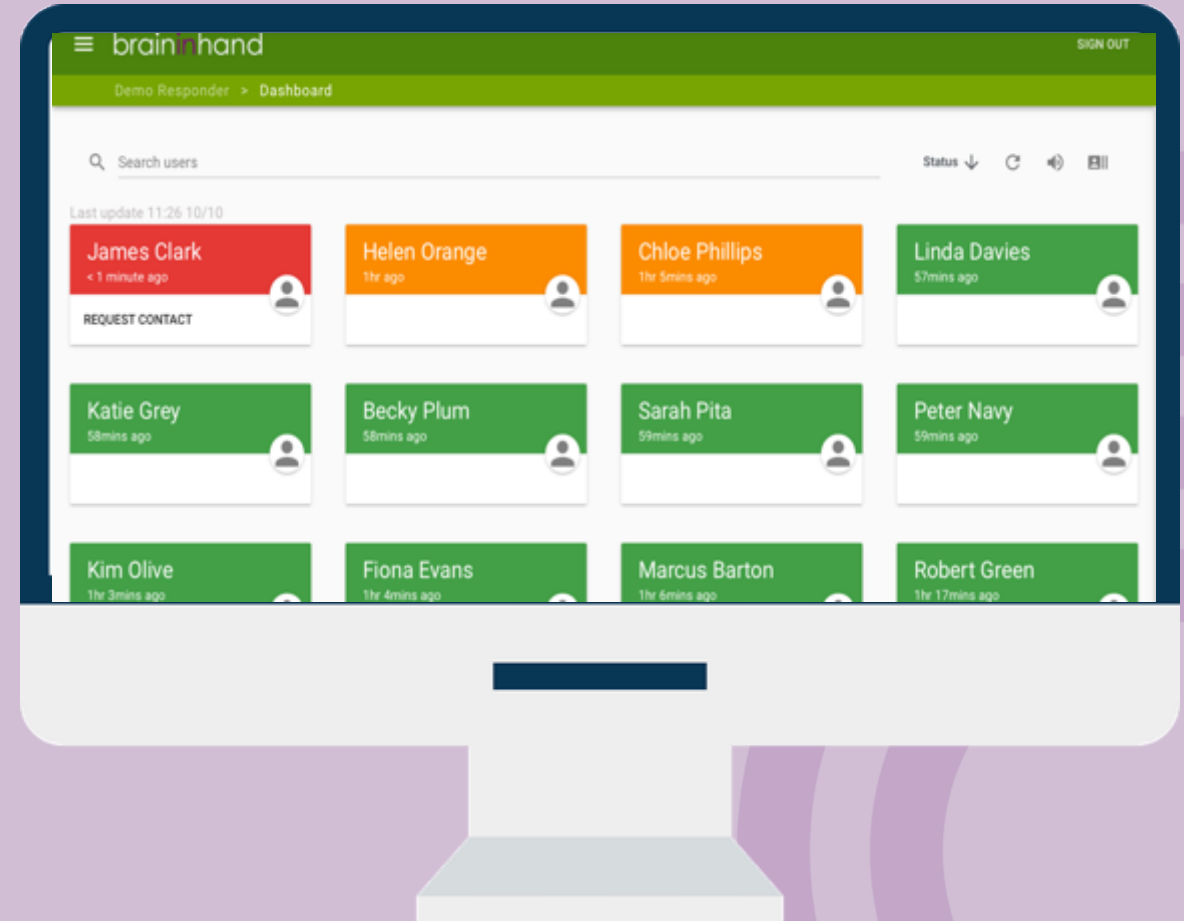 braininhand
SIGN OUT
Demo Responder > Dashboard
Search users
Status
Last update 11:26 10/10
James Clark
< 1 minute ago
REQUEST CONTACT
Helen Orange
1hr ago
Chloe Phillips
1hr 5mins ago
Linda Davies
57mins ago
Katie Grey
58mins ago
Becky Plum
58mins ago
Sarah Pita
59mins ago
Peter Navy
59mins ago
Kim Olive
1hr 3mins ago
Fiona Evans
1hr 4mins ago
Marcus Barton
1hr 6mins ago
Robert Green
1hr 17mins ago